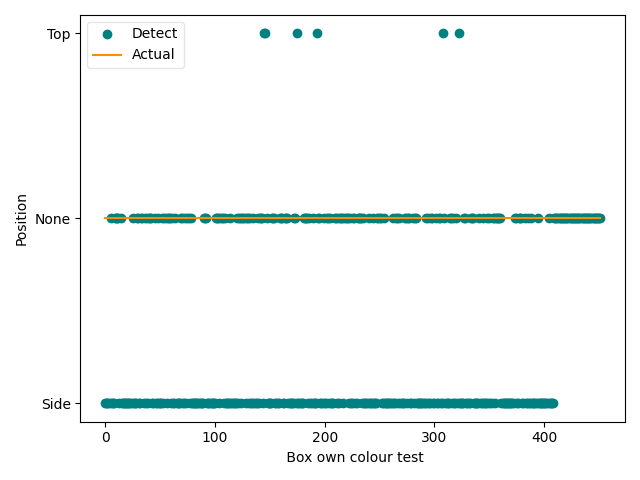 Top
Detect
Actual
None
Side
Position
0 100 200 300 400
Box own colour test